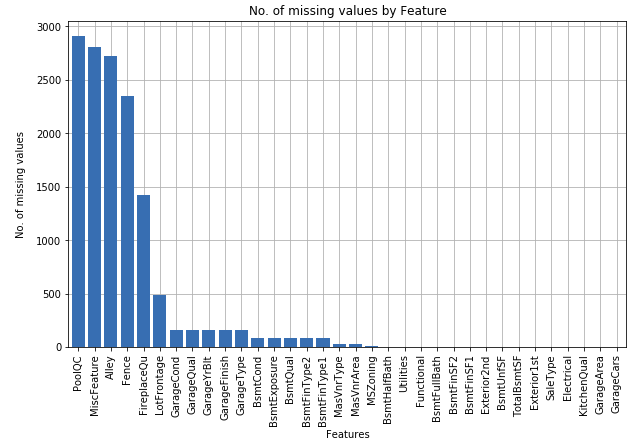 No. of missing values by Feature
No. of missing values
3000
2500
2000
1500
1000
500
0
PoolQC
MiscFeature
Alley
Fence
FireplaceQu
LotFrontage
GarageCond
GarageQual
GarageYrBlt
GarageFinish
GarageType
BsmtCond
BsmtExposure
BsmtQual
BsmtFinType2
BsmtFinType1
MasVnrType
MasVnrArea
MSZoning
BsmtHalfBath
Utilities
Functional
BsmtFullBath
BsmtFinSF2
BsmtFinSF1
Exterior2nd
BsmtUnfSF
TotalBsmtSF
Exterior1st
SaleType
Electrical
KitchenQual
GarageArea
GarageCars
Features